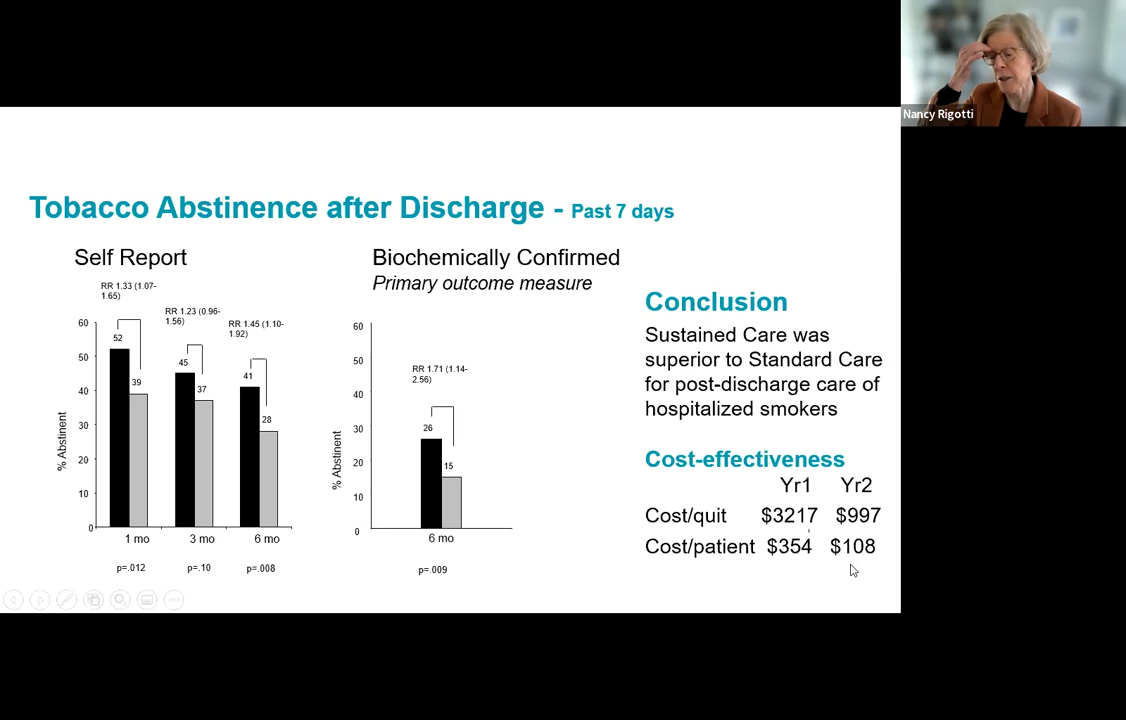 Nancy Rigotti
Tobacco Abstinence after Discharge - Past 7 days
Self Report
RR 1.33 (1.07-
1.65)
RR 1.23 (0.96-
1.56)
RR 1.45 (1.10-
1.92)
60
50
40
30
20
10
0
% Abstinent
52
39
45
37
41
28
1 mo
3 mo
6 mo
p=.012
p=.10
p=.008
Biochemically Confirmed
Primary outcome measure
RR 1.71 (1.14-
2.56)
60
50
40
30
20
10
0
% Abstinent
26
15
6 mo
p=.009
Conclusion
Sustained Care was
superior to Standard Care
for post-discharge care of
hospitalized smokers
Cost-effectiveness
Yr1 Yr2
Cost/quit $3217 $997
Cost/patient $354 $108